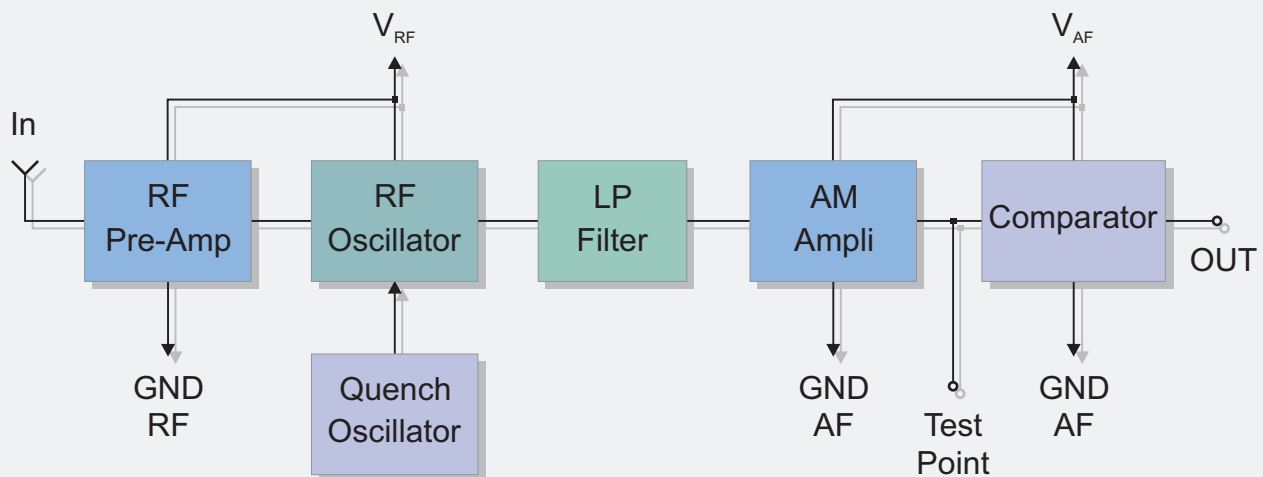 V_RF
V_AF
In
RF
Pre-Amp
RF
Oscillator
LP
Filter
AM
Ampli
Comparator
OUT
GND
RF
Quench
Oscillator
GND
AF
Test
Point
GND
AF